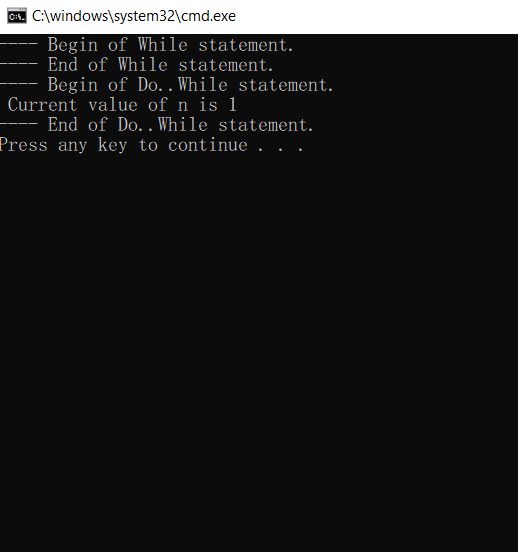 C:\windows\system32\cmd.exe
---- Begin of While statement.
---- End of While statement.
---- Begin of Do..While statement.
Current value of n is 1
---- End of Do..While statement.
Press any key to continue . . .